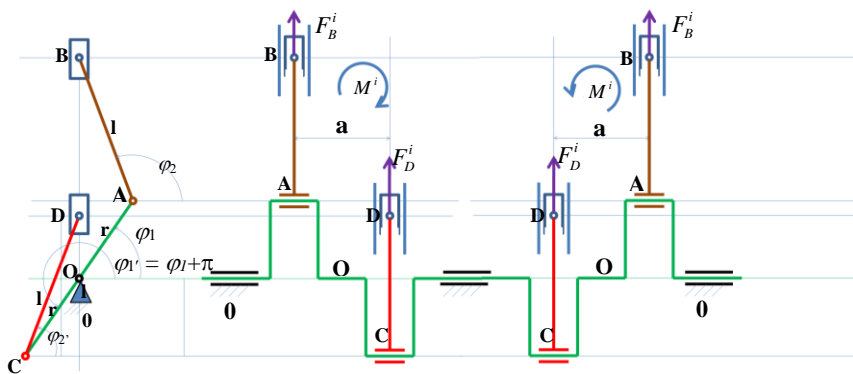 B
l
φ₂
A
D
r
φ₁
O
φ₁' = φ₁+π
l
r
0
φ₂'
C
F_B^i
B
M^i
a
F_D^i
A
D
O
0
C
F_B^i
B
M^i
a
F_D^i
A
D
O
0
C